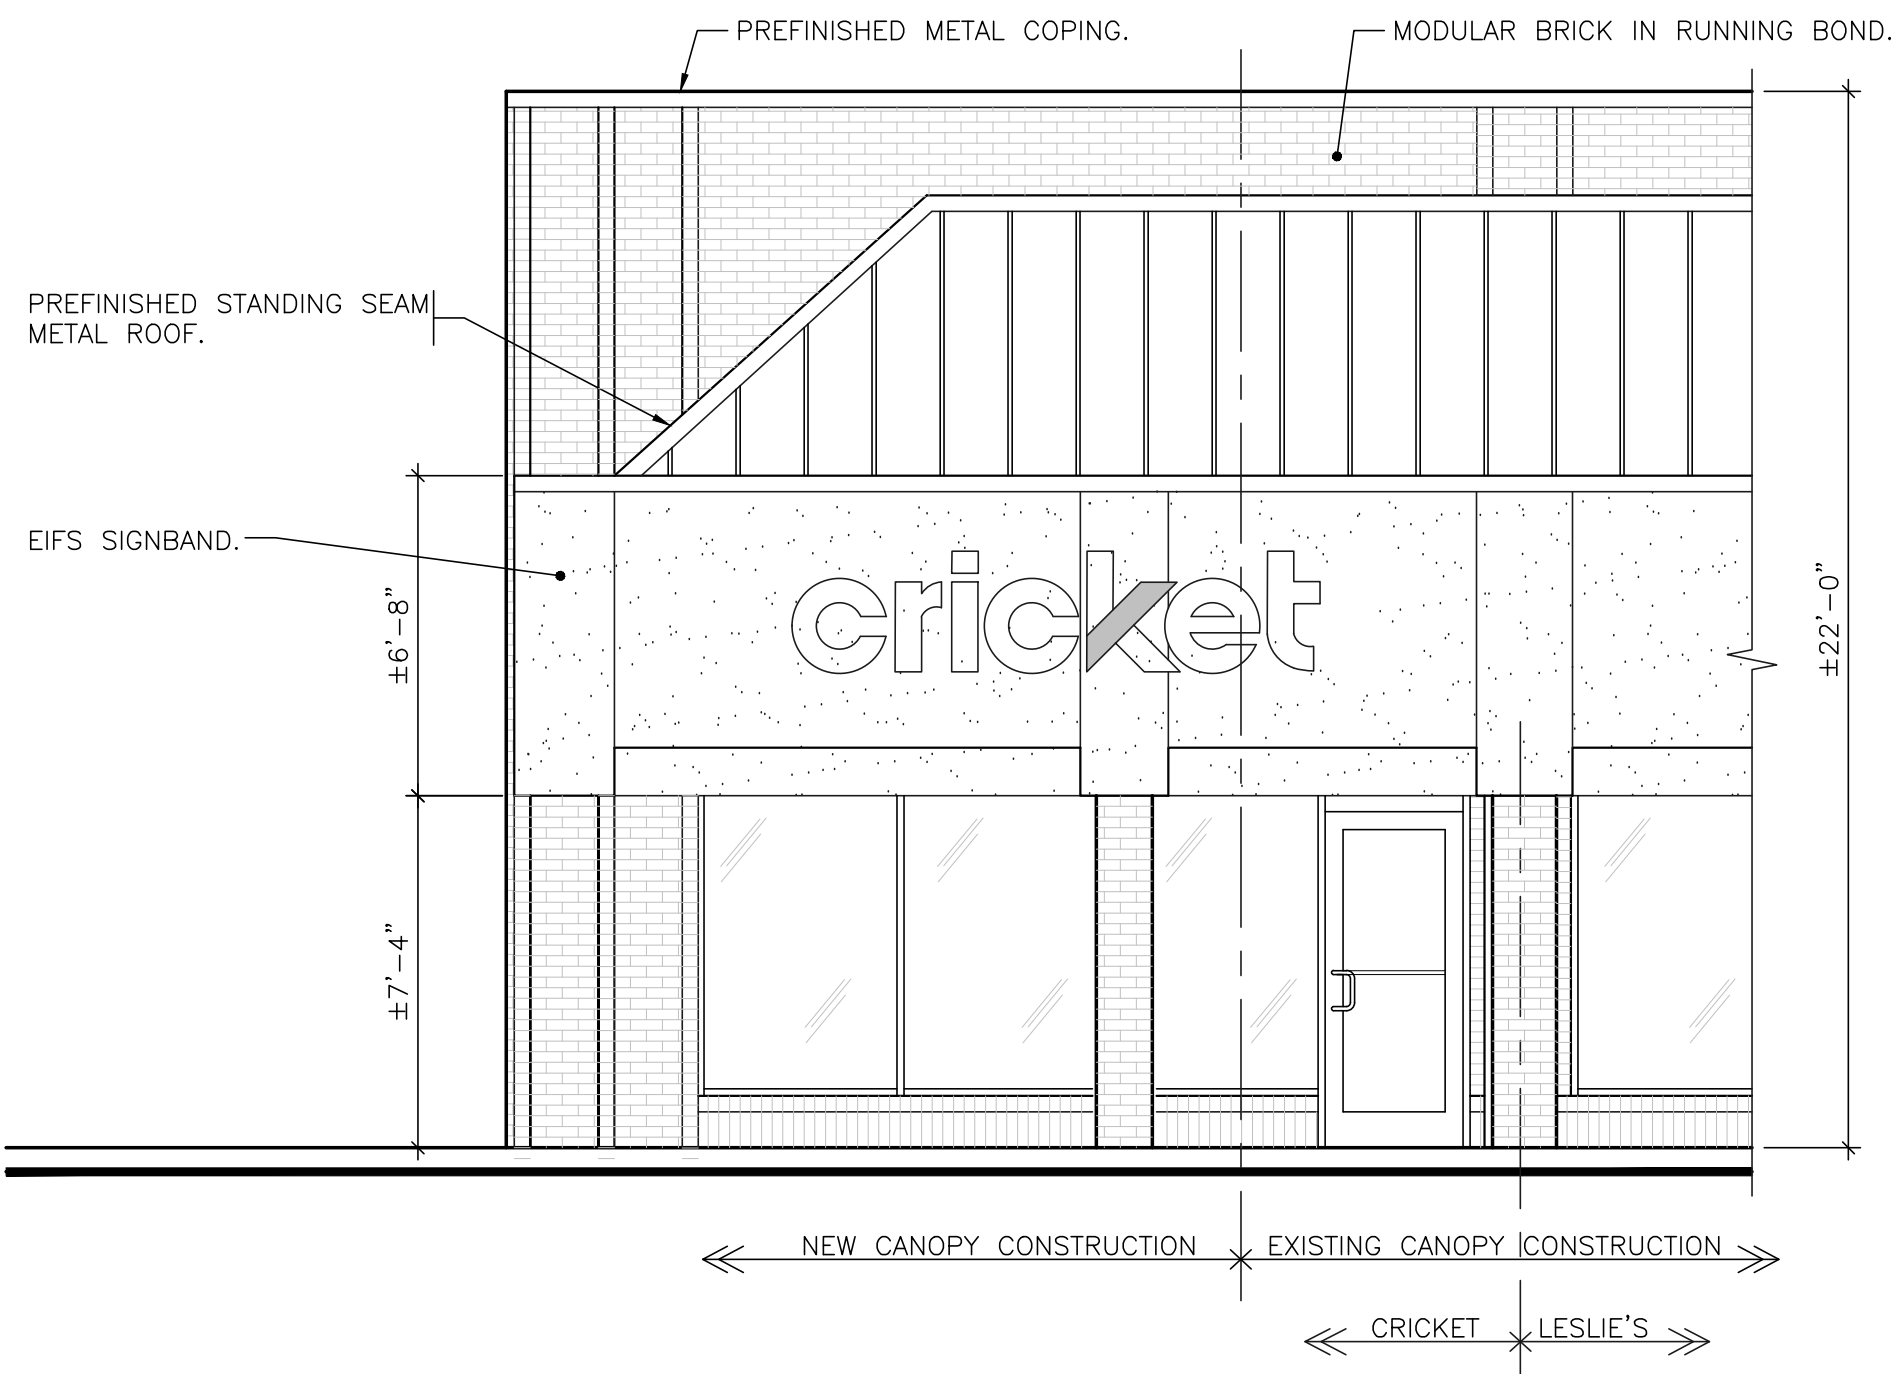 PREFINISHED METAL COPING.
MODULAR BRICK IN RUNNING BOND.
PREFINISHED STANDING SEAM
METAL ROOF.
EIFS SIGNBAND.
cricket
±6'-8"
±22'-0"
±7'-4"
NEW CANOPY CONSTRUCTION
EXISTING CANOPY CONSTRUCTION
CRICKET
LESLIE'S